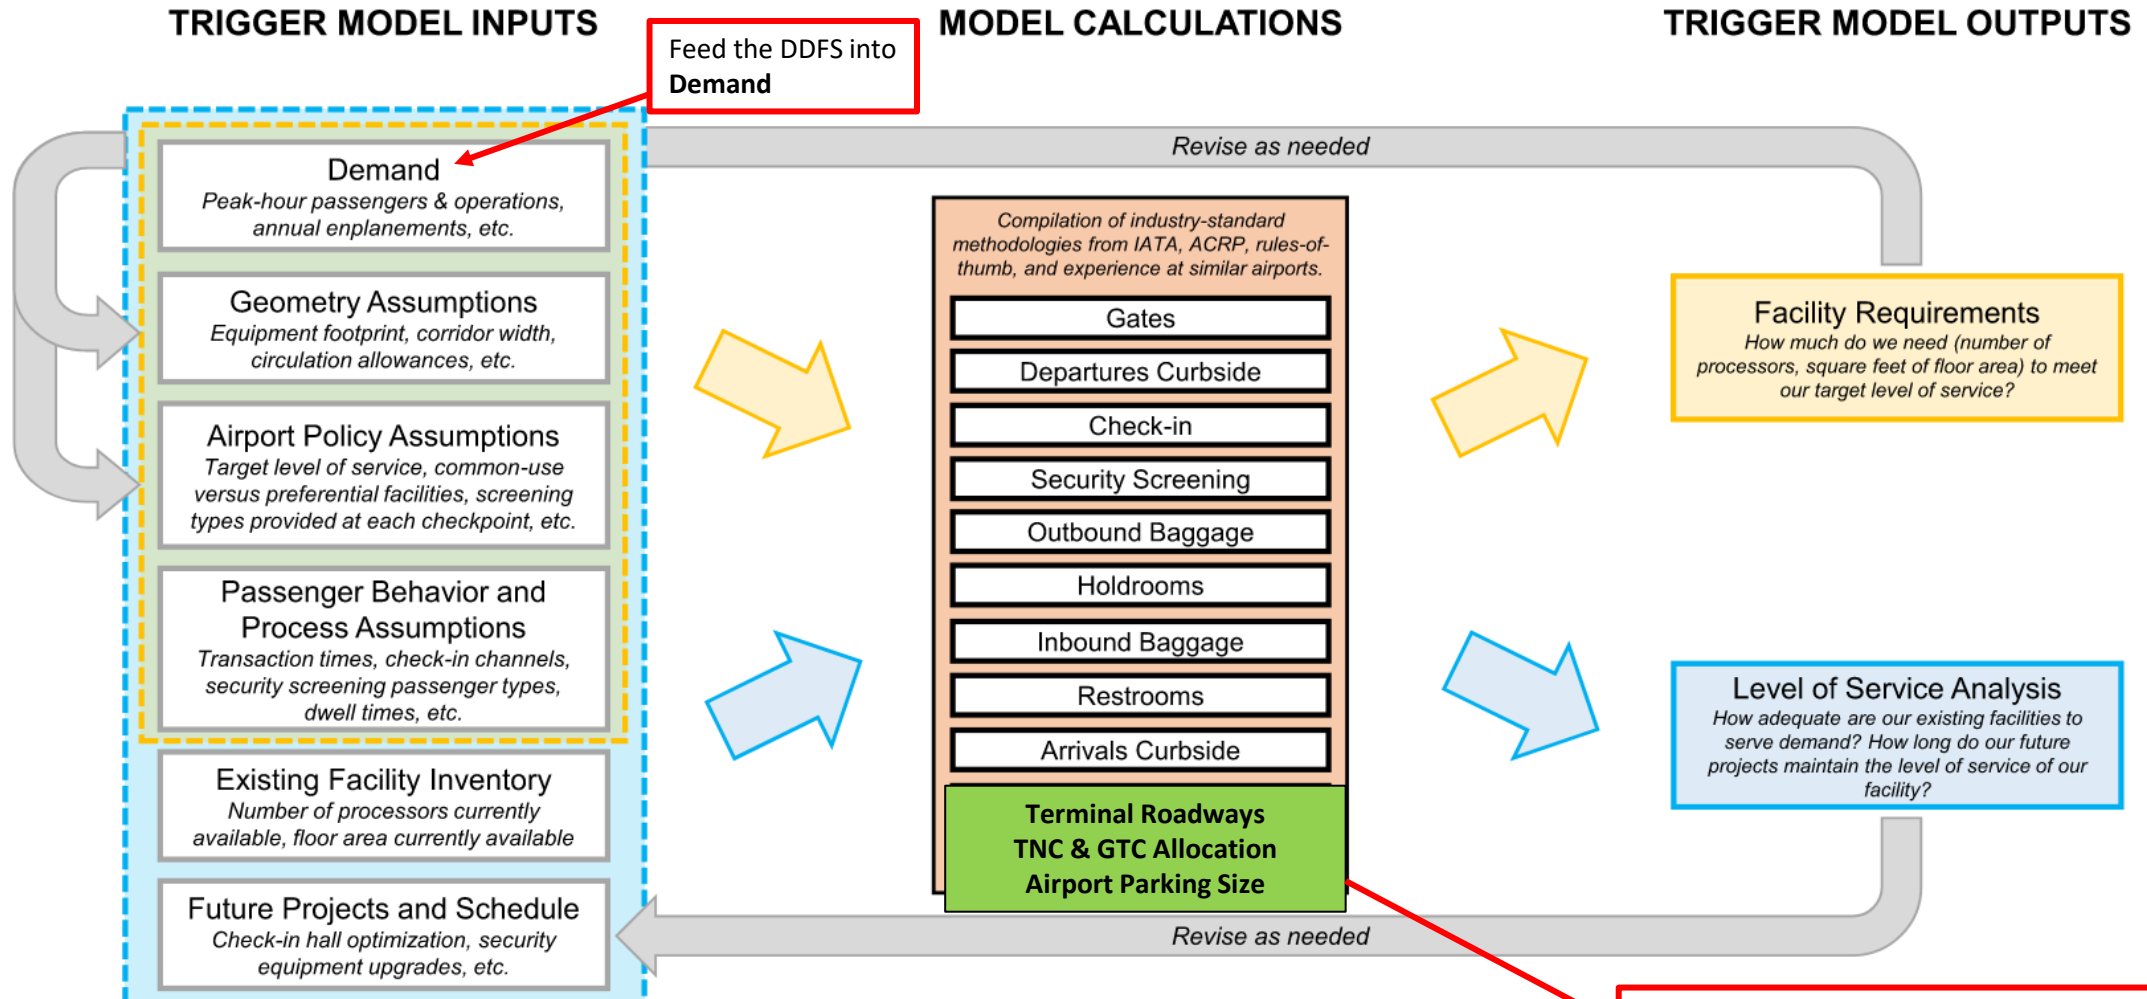 TRIGGER MODEL INPUTS
MODEL CALCULATIONS
TRIGGER MODEL OUTPUTS
Feed the DDFS into
Demand
Revise as needed
Demand
Peak-hour passengers & operations,
annual enplanements, etc.
Geometry Assumptions
Equipment footprint, corridor width,
circulation allowances, etc.
Airport Policy Assumptions
Target level of service, common-use
versus preferential facilities, screening
types provided at each checkpoint, etc.
Passenger Behavior and
Process Assumptions
Transaction times, check-in channels,
security screening passenger types,
dwell times, etc.
Existing Facility Inventory
Number of processors currently
available, floor area currently available
Future Projects and Schedule
Check-in hall optimization, security
equipment upgrades, etc.
Compilation of industry-standard
methodologies from IATA, ACRP, rules-of-
thumb, and experience at similar airports.
Gates
Departures Curbside
Check-in
Security Screening
Outbound Baggage
Holdrooms
Inbound Baggage
Restrooms
Arrivals Curbside
Terminal Roadways
TNC & GTC Allocation
Airport Parking Size
Facility Requirements
How much do we need (number of
processors, square feet of floor area) to meet
our target level of service?
Level of Service Analysis
How adequate are our existing facilities to
serve demand? How long do our future
projects maintain the level of service of our
facility?
Revise as needed